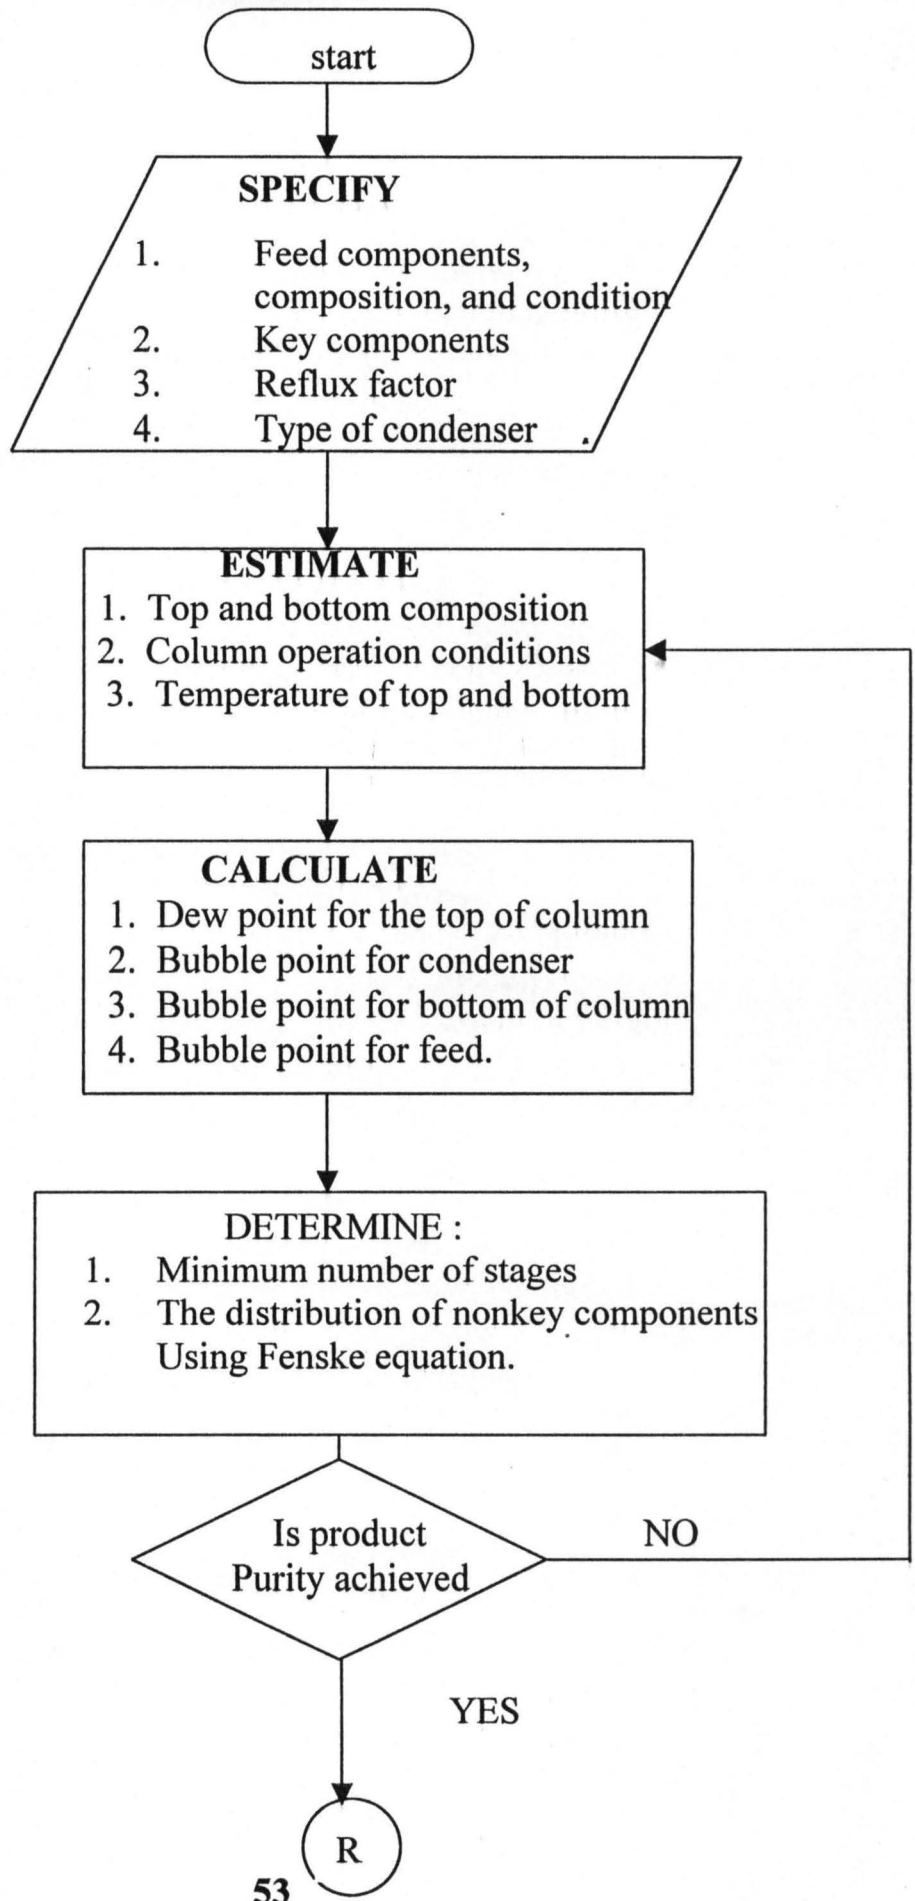 start
SPECIFY
1. Feed components,
composition, and condition
2. Key components
3. Reflux factor
4. Type of condenser
ESTIMATE
1. Top and bottom composition
2. Column operation conditions
3. Temperature of top and bottom
CALCULATE
1. Dew point for the top of column
2. Bubble point for condenser
3. Bubble point for bottom of column
4. Bubble point for feed.
DETERMINE :
1. Minimum number of stages
2. The distribution of nonkey components
Using Fenske equation.
Is product
Purity achieved
NO
YES
R
53